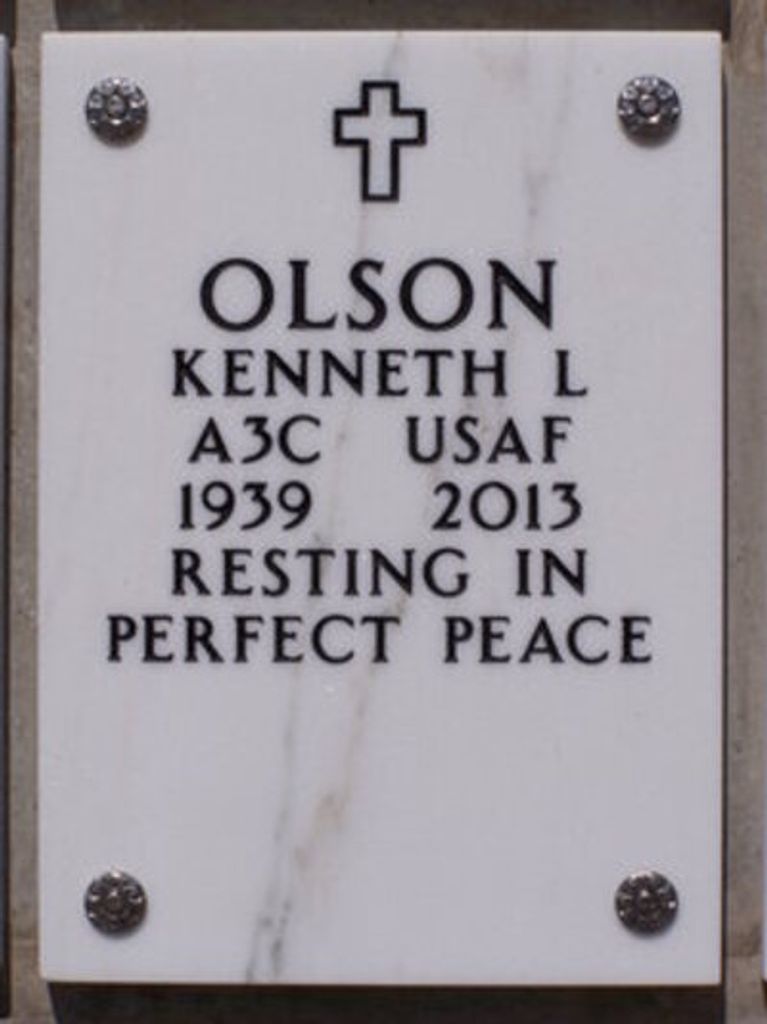 OLSON
KENNETH L
A3C USAF
1939 2013
RESTING IN
PERFECT PEACE